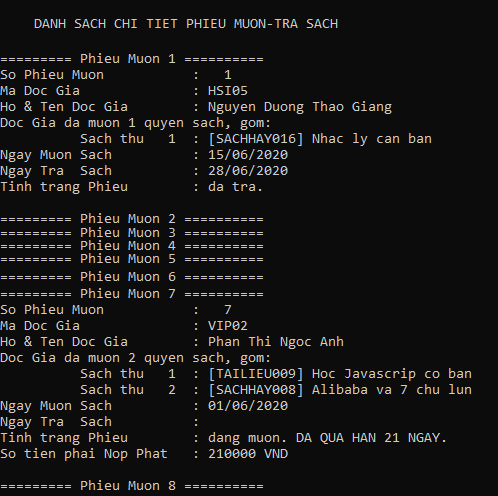 DANH SACH CHI TIET PHIEU MUON-TRA SACH
========= Phieu Muon 1 ==========
So Phieu Muon : 1
Ma Doc Gia : HSI05
Ho & Ten Doc Gia : Nguyen Duong Thao Giang
Doc Gia da muon 1 quyen sach, gom:
Sach thu 1 : [SACHHAY016] Nhac ly can ban
Ngay Muon Sach : 15/06/2020
Ngay Tra Sach : 28/06/2020
Tinh trang Phieu : da tra.
========= Phieu Muon 2 ==========
========= Phieu Muon 3 ==========
========= Phieu Muon 4 ==========
========= Phieu Muon 5 ==========
========= Phieu Muon 6 ==========
========= Phieu Muon 7 ==========
So Phieu Muon : 7
Ma Doc Gia : VIP02
Ho & Ten Doc Gia : Phan Thi Ngoc Anh
Doc Gia da muon 2 quyen sach, gom:
Sach thu 1 : [TAILIEU009] Hoc Javascrip co ban
Sach thu 2 : [SACHHAY008] Alibaba va 7 chu lun
Ngay Muon Sach : 01/06/2020
Ngay Tra Sach :
Tinh trang Phieu : dang muon. DA QUA HAN 21 NGAY.
So tien phai Nop Phat : 210000 VND
========= Phieu Muon 8 ==========